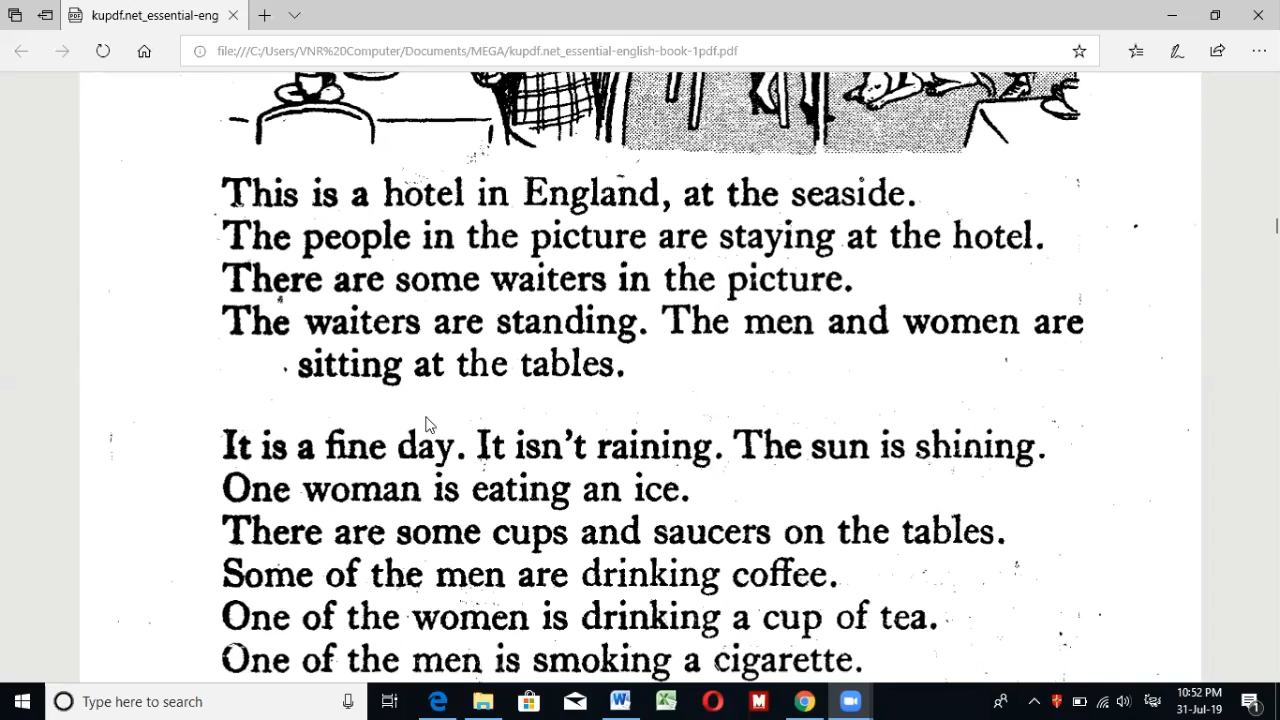 kupdf.net_essential-eng
file:///C:/Users/VNR%20Computer/Documents/MEGA/kupdf.net_essential-english-book-1pdf.pdf
This is a hotel in England, at the seaside.
The people in the picture are staying at the hotel.
There are some waiters in the picture.
The waiters are standing. The men and women are
sitting at the tables.
It is a fine day. It isn't raining. The sun is shining.
One woman is eating an ice.
There are some cups and saucers on the tables.
Some of the men are drinking coffee.
One of the women is drinking a cup of tea.
One of the men is smoking a cigarette.
Type here to search
10:52 PM
31-Jul-19
1